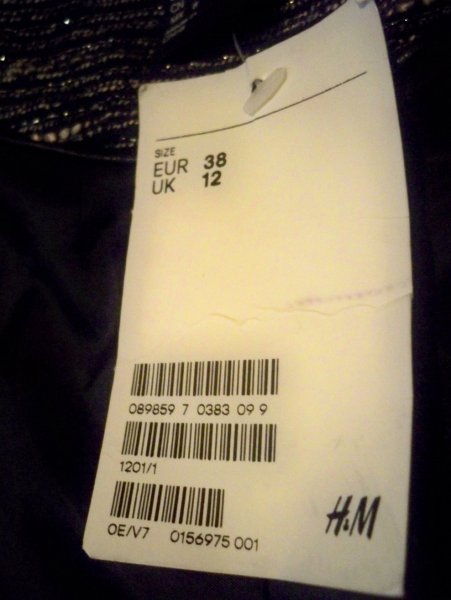 SIZE
EUR 38
UK 12
089859 7 0383 09 9
1201/1
OE/V7 0156975 001
H&M